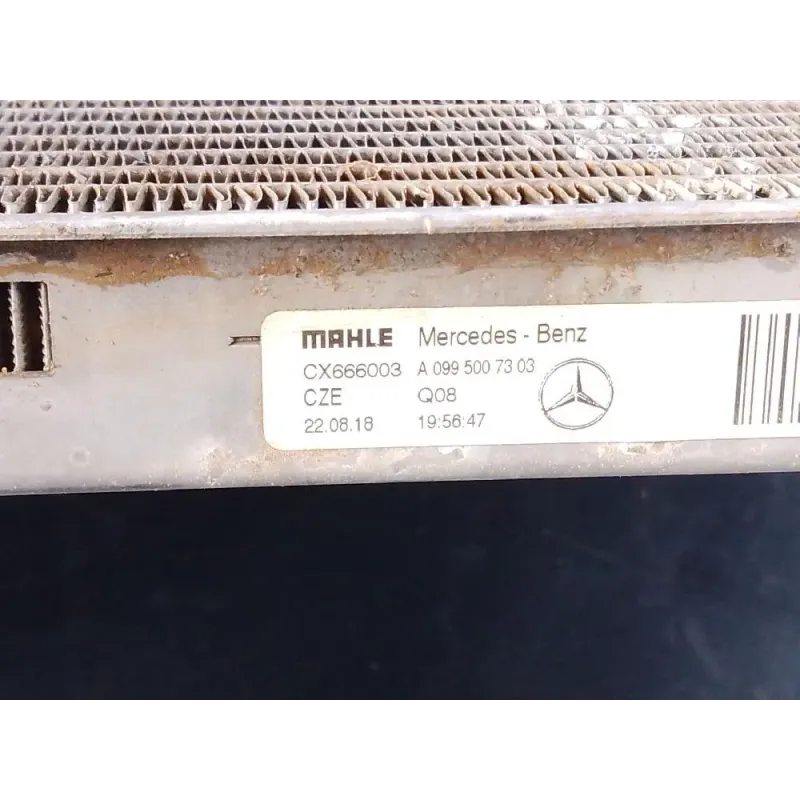 MAHLE Mercedes - Benz
CX666003 A 099 500 73 03
CZE Q08
22.08.18 19:56:47